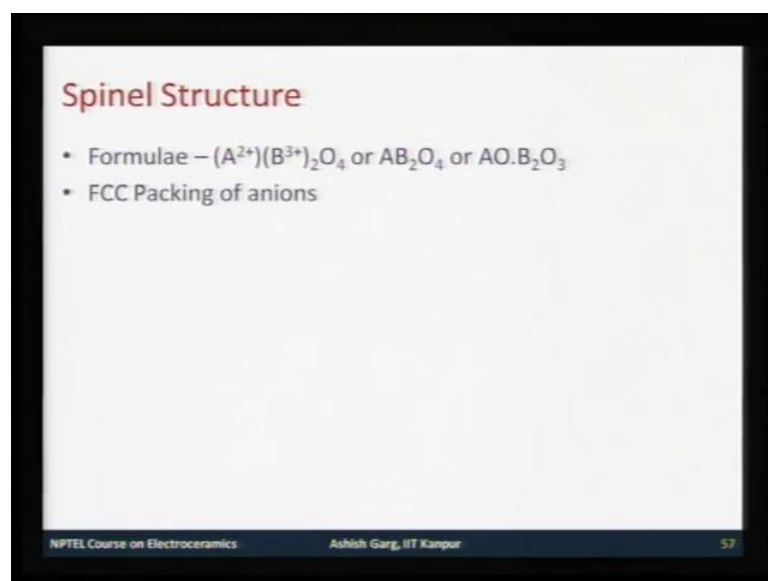 Spinel Structure
• Formulae – (A²⁺)(B³⁺)₂O₄ or AB₂O₄ or AO.B₂O₃
• FCC Packing of anions
NPTEL Course on Electroceramics Ashish Garg, IIT Kanpur 57